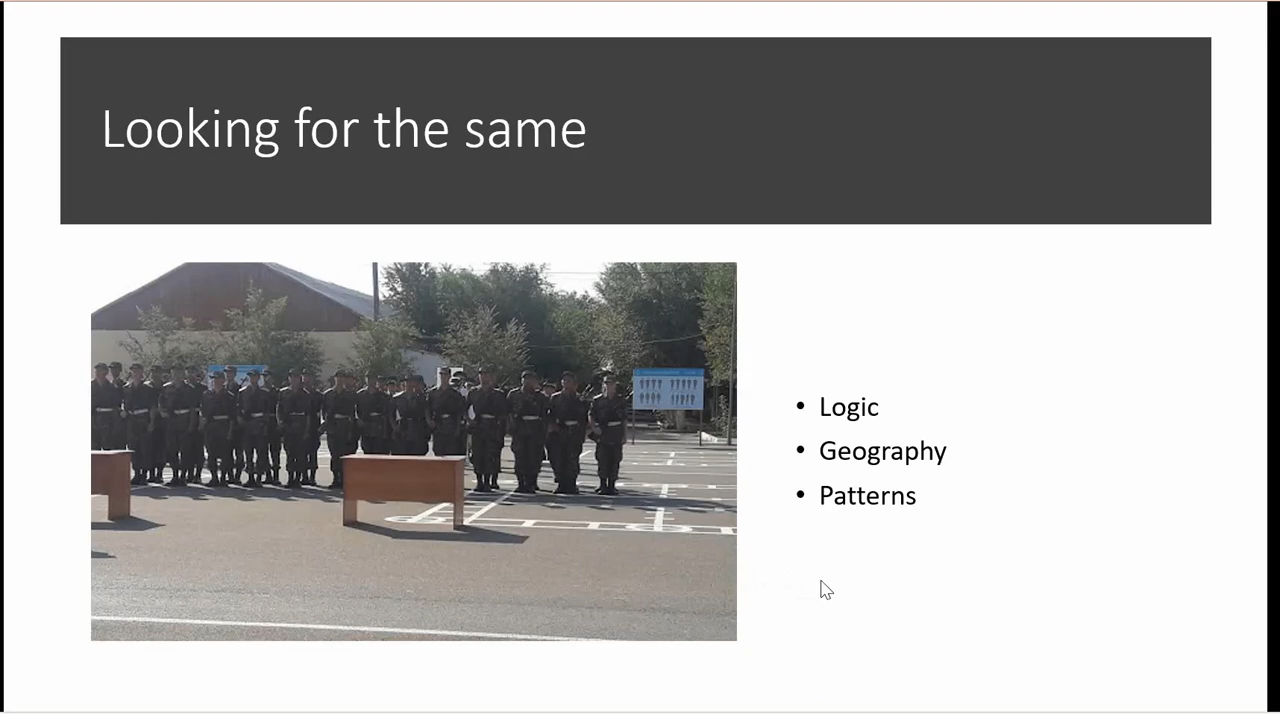 Looking for the same
• Logic
• Geography
• Patterns